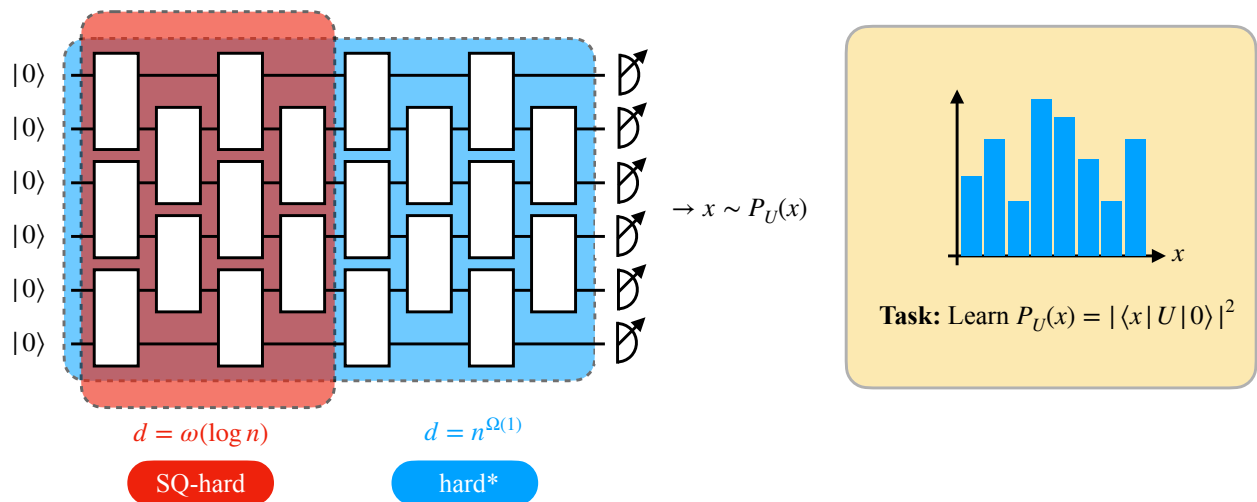 |0⟩
|0⟩
|0⟩
|0⟩
|0⟩
|0⟩
→ x ∼ P_U(x)
x
Task: Learn P_U(x) = |⟨x|U|0⟩|^2
d = ω(log n)
d = n^{Ω(1)}
SQ-hard
hard*